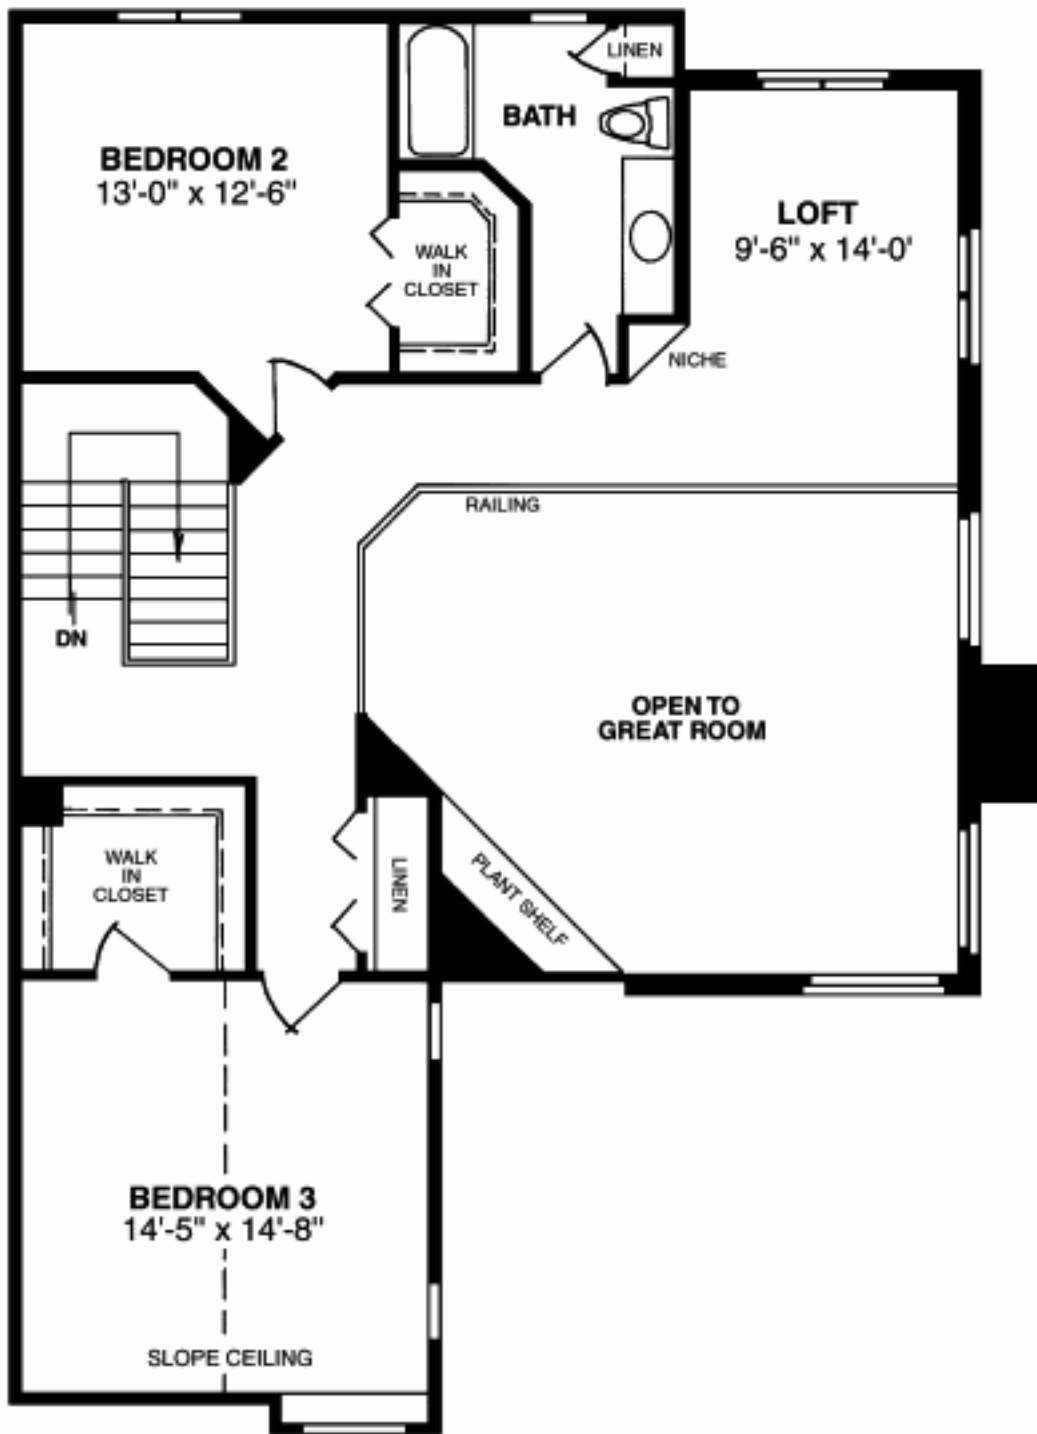 LINEN
BATH
BEDROOM 2
13'-0" x 12'-6"
LOFT
9'-6" x 14'-0'
WALK
IN
CLOSET
NICHE
RAILING
DN
OPEN TO
GREAT ROOM
WALK
IN
CLOSET
LINEN
PLANT SHELF
BEDROOM 3
14'-5" x 14'-8"
SLOPE CEILING